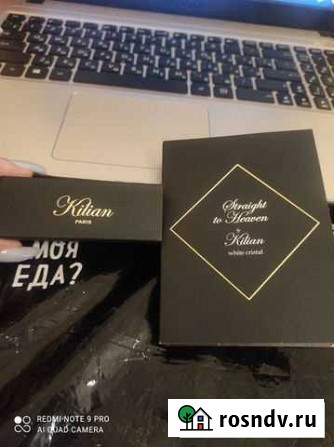 Kilian
PARIS
Straight
to Heaven
by
Kilian
white cristal
МОЯ
ЕДА?
REDMI NOTE 9 PRO
AI QUAD CAMERA
rosndv.ru